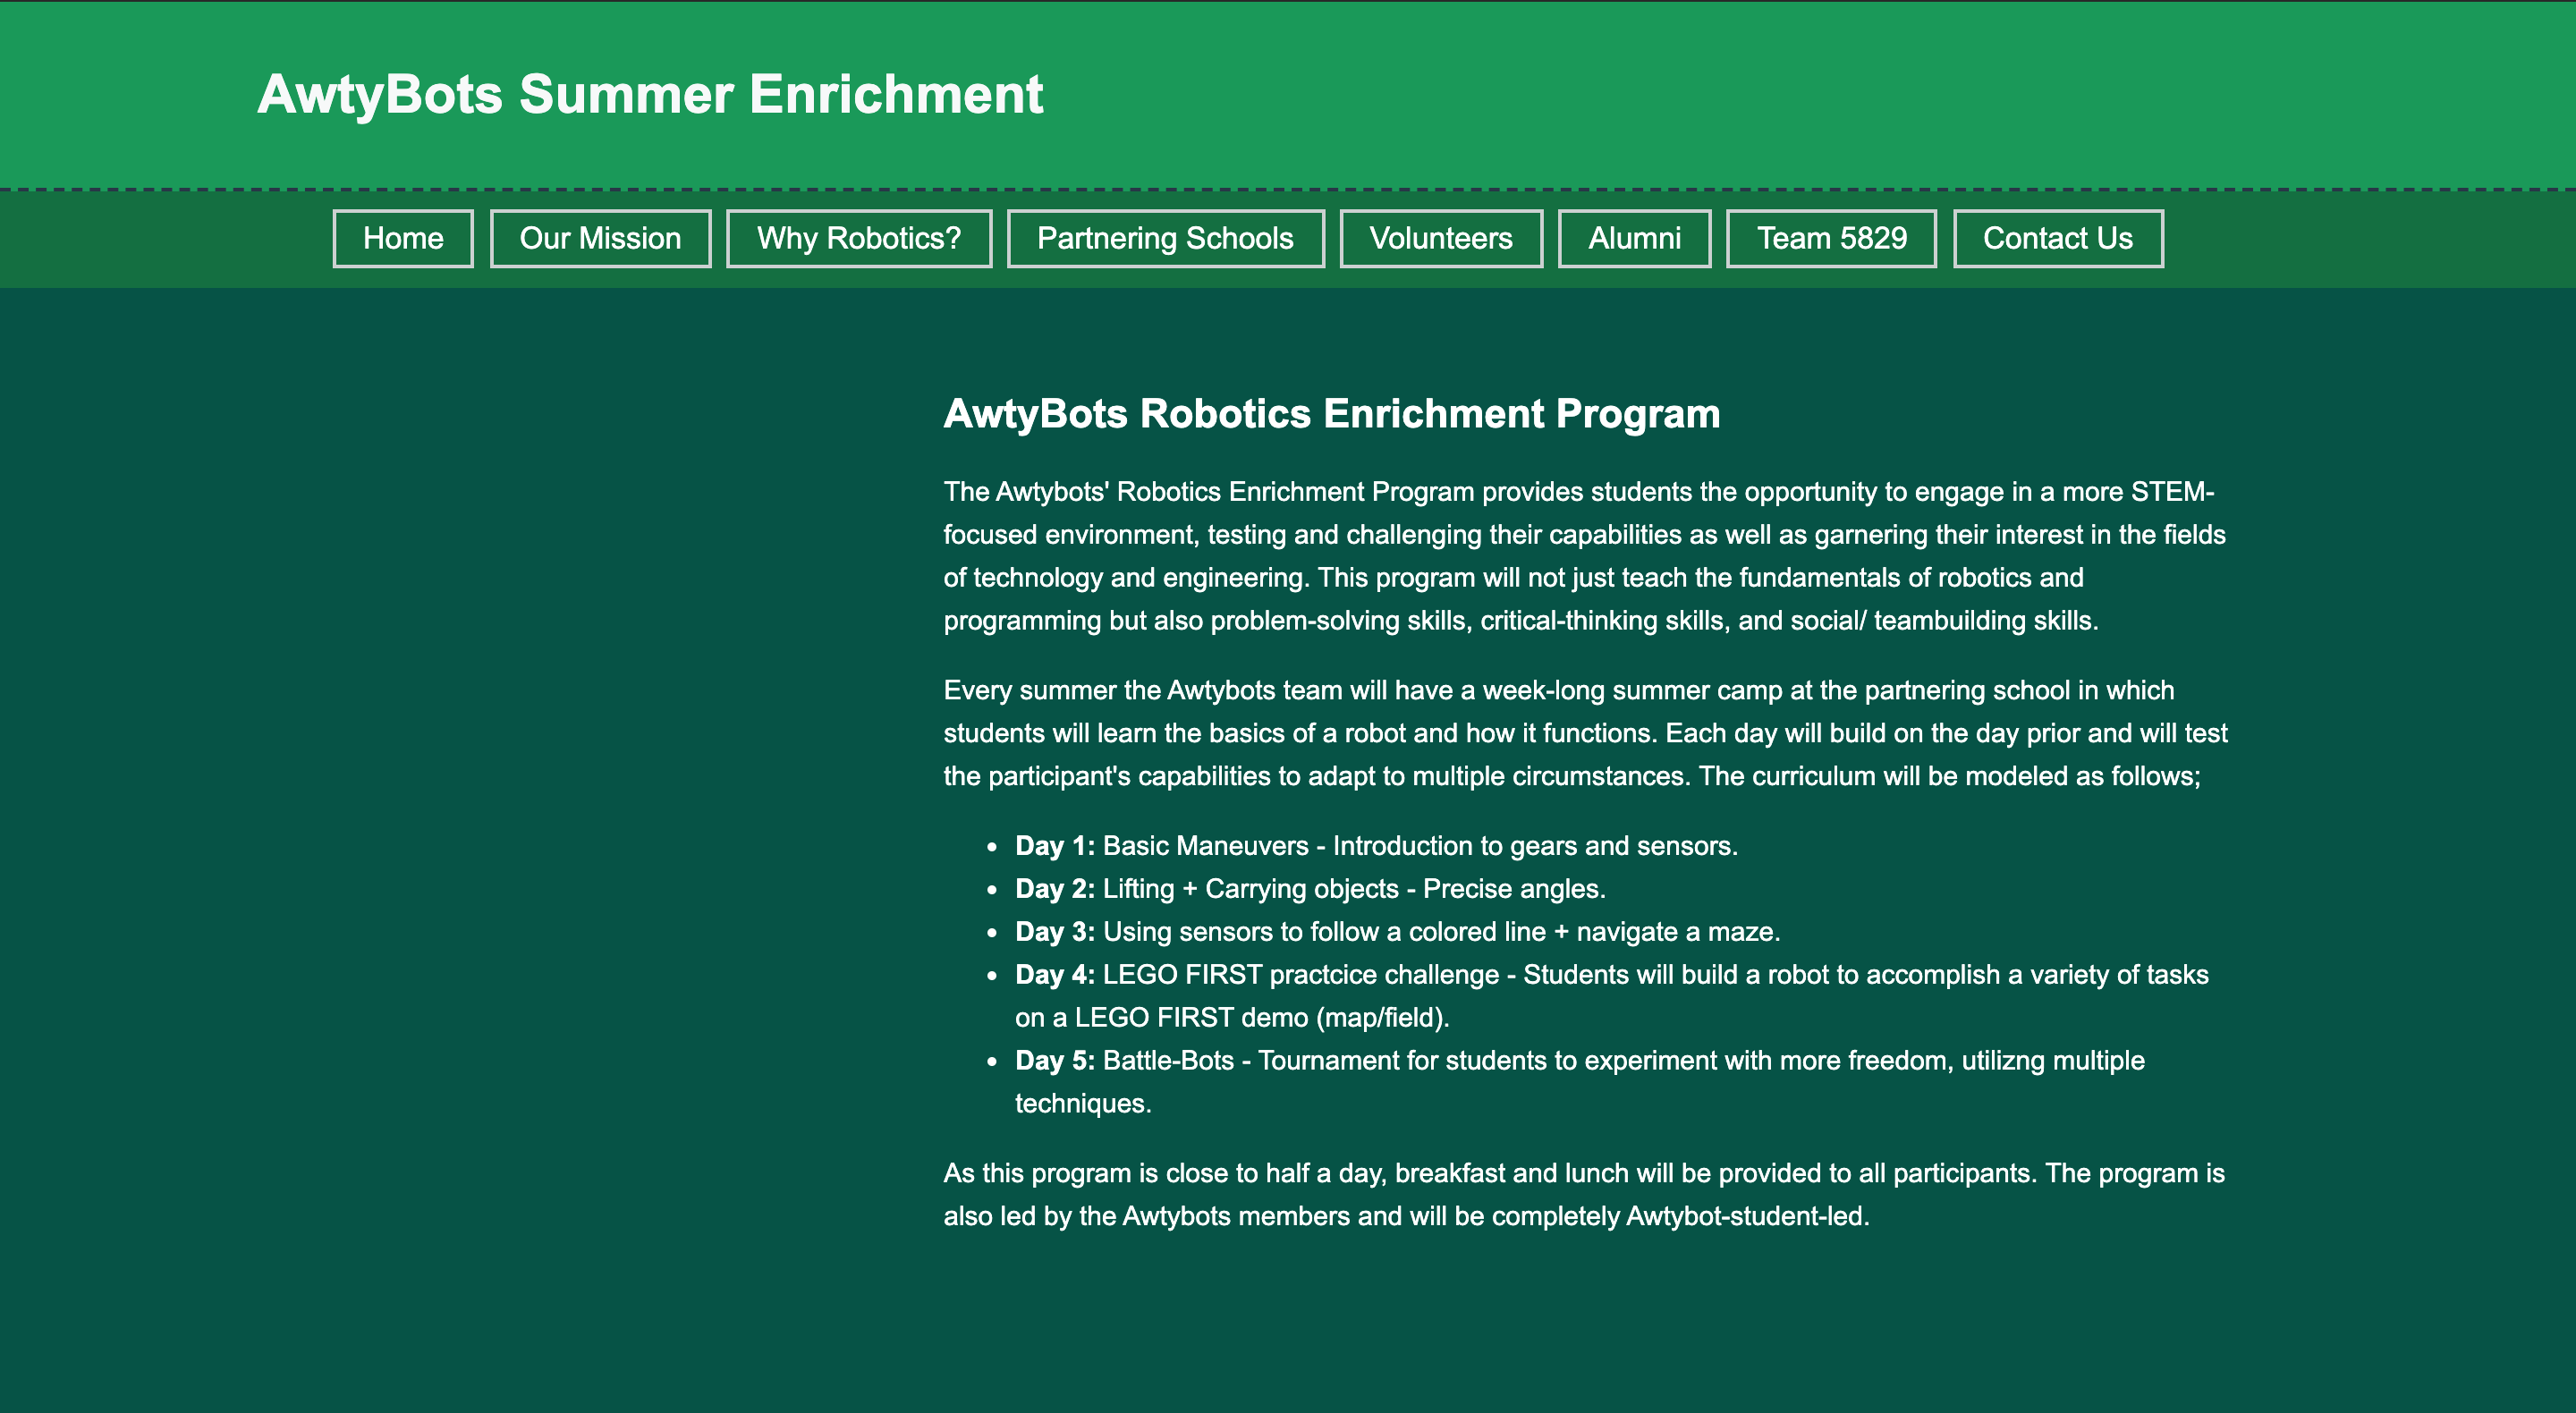 AwtyBots Summer Enrichment
Home
Our Mission
Why Robotics?
Partnering Schools
Volunteers
Alumni
Team 5829
Contact Us
AwtyBots Robotics Enrichment Program
The Awtybots' Robotics Enrichment Program provides students the opportunity to engage in a more STEM-
focused environment, testing and challenging their capabilities as well as garnering their interest in the fields
of technology and engineering. This program will not just teach the fundamentals of robotics and
programming but also problem-solving skills, critical-thinking skills, and social/ teambuilding skills.
Every summer the Awtybots team will have a week-long summer camp at the partnering school in which
students will learn the basics of a robot and how it functions. Each day will build on the day prior and will test
the participant's capabilities to adapt to multiple circumstances. The curriculum will be modeled as follows;
• Day 1: Basic Maneuvers - Introduction to gears and sensors.
• Day 2: Lifting + Carrying objects - Precise angles.
• Day 3: Using sensors to follow a colored line + navigate a maze.
• Day 4: LEGO FIRST practcice challenge - Students will build a robot to accomplish a variety of tasks
on a LEGO FIRST demo (map/field).
• Day 5: Battle-Bots - Tournament for students to experiment with more freedom, utilizng multiple
techniques.
As this program is close to half a day, breakfast and lunch will be provided to all participants. The program is
also led by the Awtybots members and will be completely Awtybot-student-led.